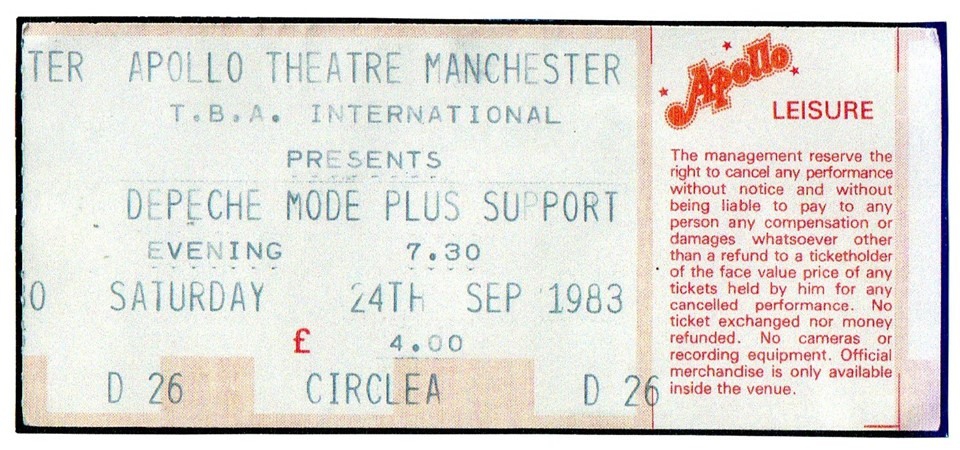 TER APOLLO THEATRE MANCHESTER
T.B.A. INTERNATIONAL
PRESENTS
DEPECHE MODE PLUS SUPPORT
EVENING 7.30
0 SATURDAY 24TH SEP 1983
£ 4.00
D 26 CIRCLEA D 26
Apollo
LEISURE
The management reserve the
right to cancel any performance
without notice and without
being liable to pay to any
person any compensation or
damages whatsoever other
than a refund to a ticketholder
of the face value price of any
tickets held by him for any
cancelled performance. No
ticket exchanged nor money
refunded. No cameras or
recording equipment. Official
merchandise is only available
inside the venue.